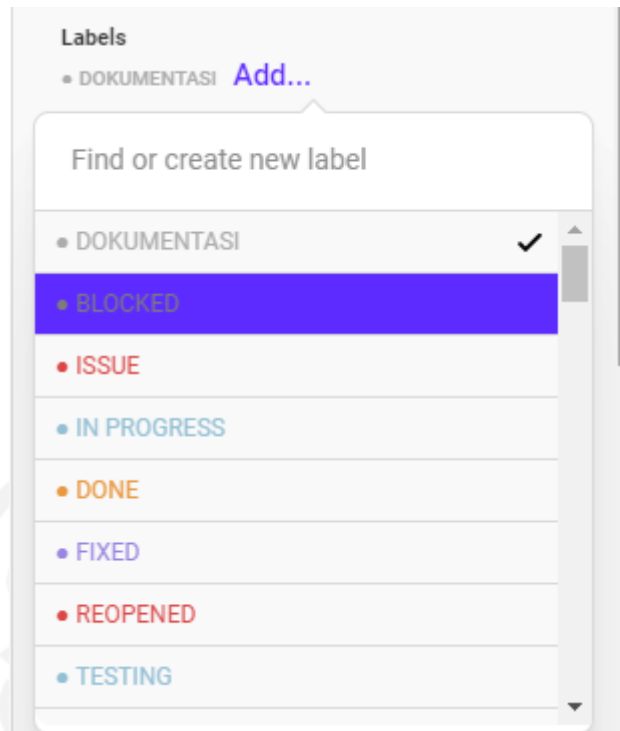 Labels
• DOKUMENTASI Add...
Find or create new label
• DOKUMENTASI
• BLOCKED
• ISSUE
• IN PROGRESS
• DONE
• FIXED
• REOPENED
• TESTING